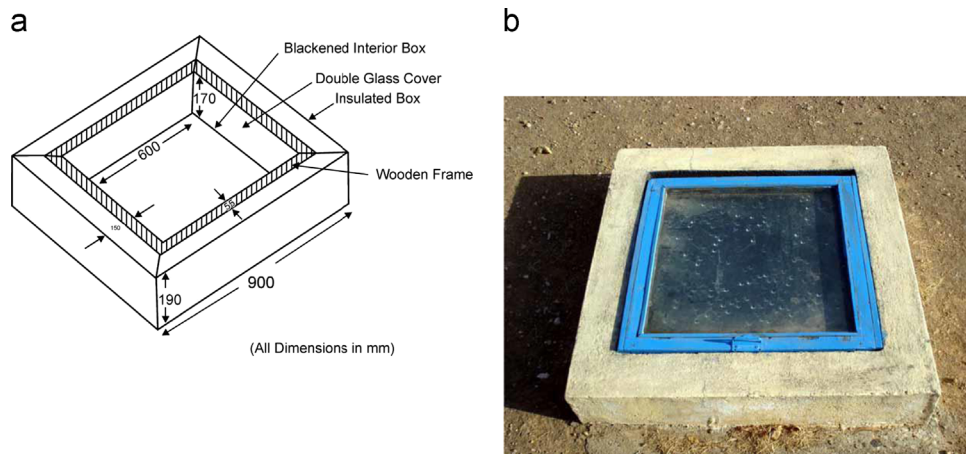 a
b
Blackened Interior Box
Double Glass Cover
Insulated Box
170
600
Wooden Frame
55
150
190
900
(All Dimensions in mm)